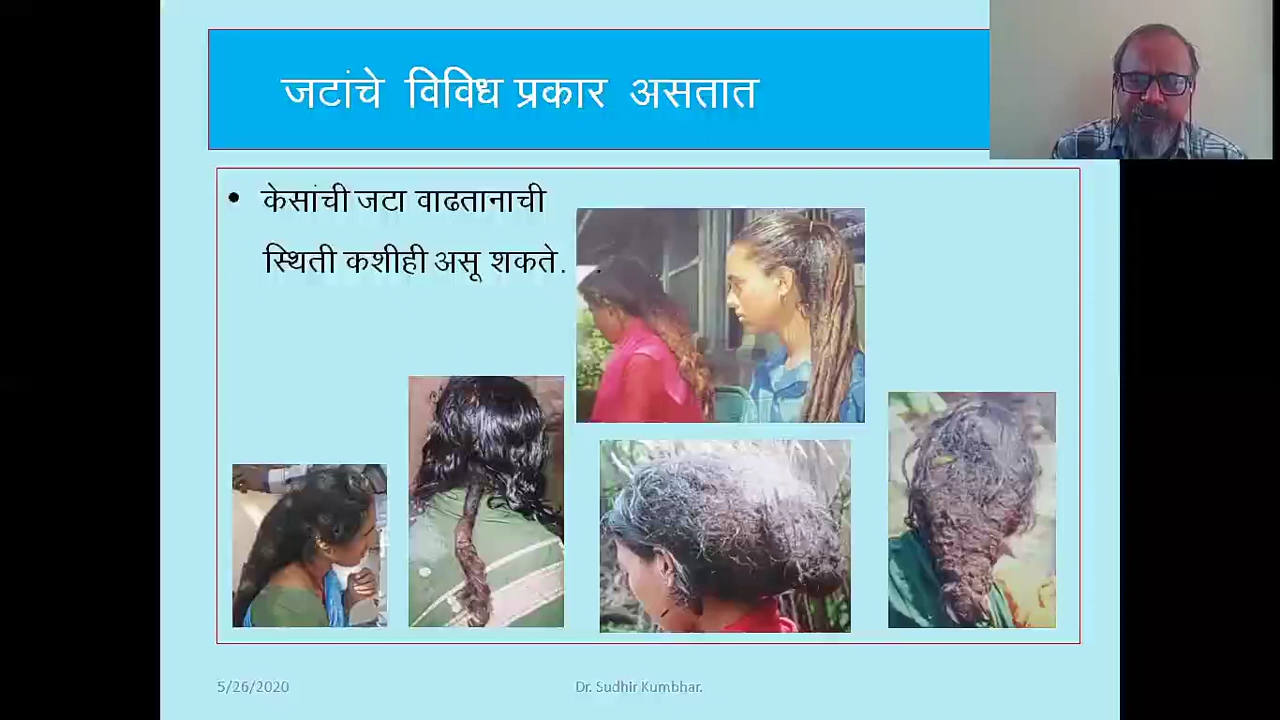 जटांचे विविध प्रकार असतात
• केसांची जटा वाढतानाची
स्थिती कशीही असू शकते. .
5/26/2020
Dr. Sudhir Kumbhar.